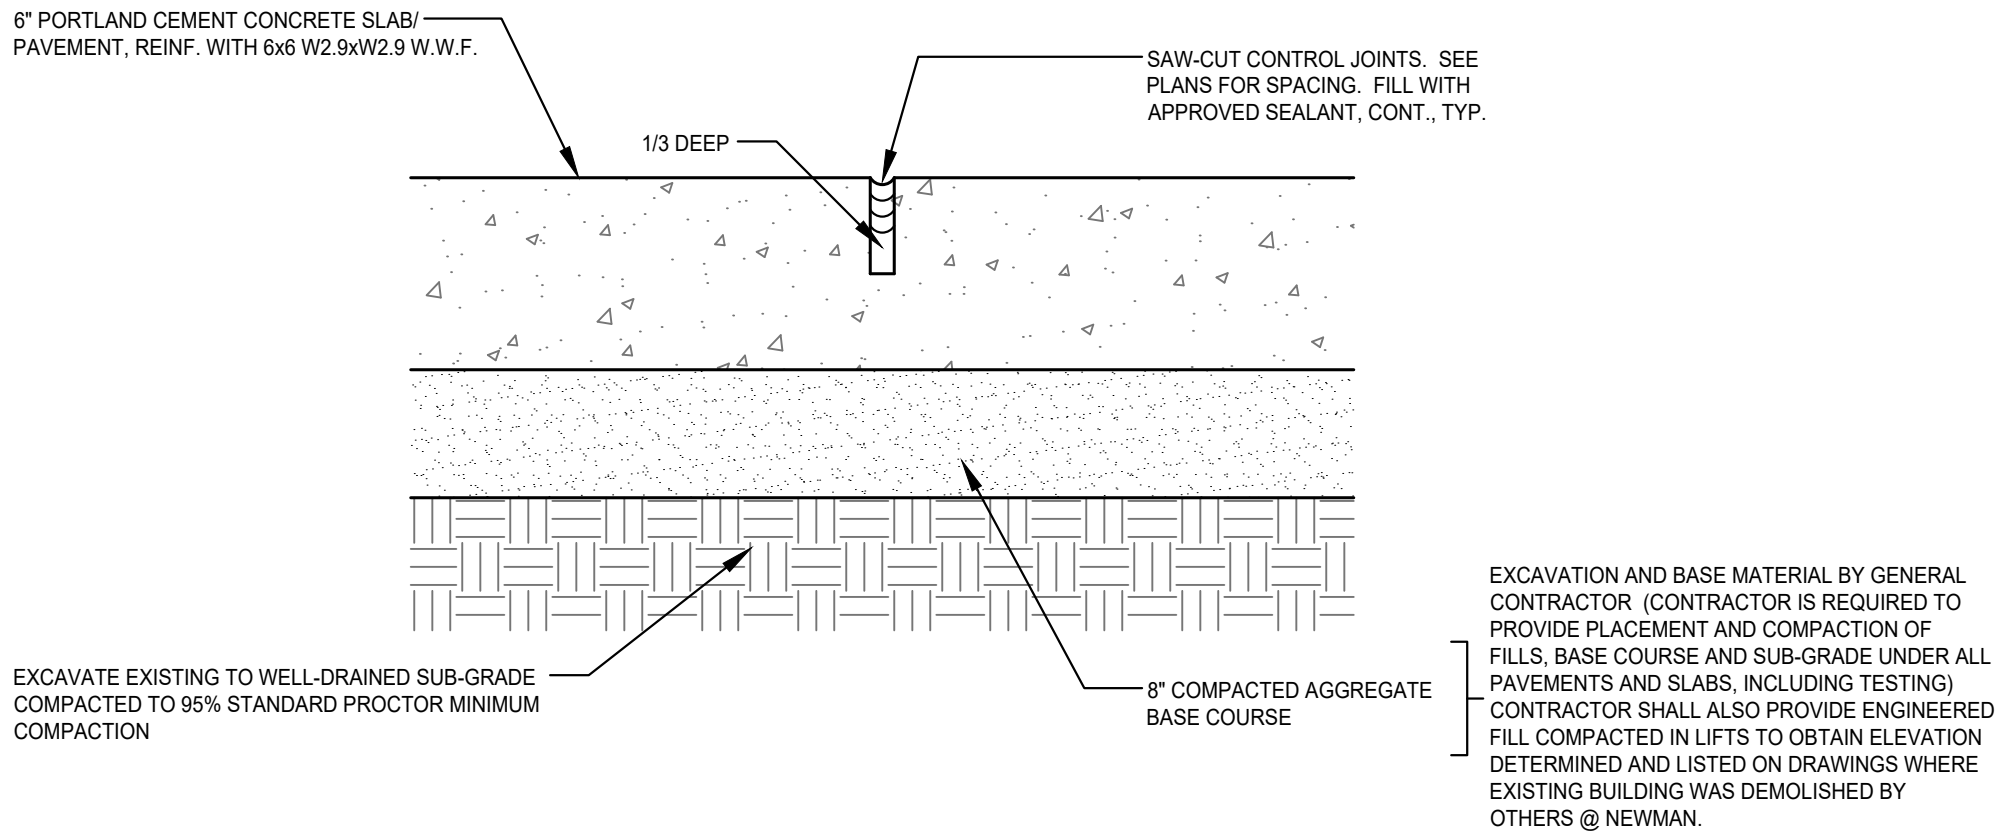 6" PORTLAND CEMENT CONCRETE SLAB/
PAVEMENT, REINF. WITH 6x6 W2.9xW2.9 W.W.F.
SAW-CUT CONTROL JOINTS. SEE
PLANS FOR SPACING. FILL WITH
APPROVED SEALANT, CONT., TYP.
1/3 DEEP
EXCAVATE EXISTING TO WELL-DRAINED SUB-GRADE
COMPACTED TO 95% STANDARD PROCTOR MINIMUM
COMPACTION
8" COMPACTED AGGREGATE
BASE COURSE
EXCAVATION AND BASE MATERIAL BY GENERAL
CONTRACTOR (CONTRACTOR IS REQUIRED TO
PROVIDE PLACEMENT AND COMPACTION OF
FILLS, BASE COURSE AND SUB-GRADE UNDER ALL
PAVEMENTS AND SLABS, INCLUDING TESTING)
CONTRACTOR SHALL ALSO PROVIDE ENGINEERED
FILL COMPACTED IN LIFTS TO OBTAIN ELEVATION
DETERMINED AND LISTED ON DRAWINGS WHERE
EXISTING BUILDING WAS DEMOLISHED BY
OTHERS @ NEWMAN.